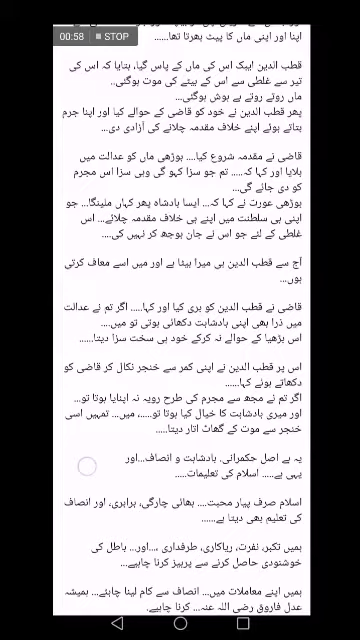 00:58 STOP
اپنا اور اپنی ماں کا پیٹ بھرتا تھا......
قطب الدین ایبک اس کی ماں کے پاس گیا، بتایا کہ اس کی
تیر سے غلطی سے اس کے بیٹے کی موت ہوگئی..
ماں روتے روتے بے ہوش ہوگئی...
پھر قطب الدین نے خود کو قاضی کے حوالے کیا اور اپنا جرم
بتاتے ہوئے اپنے خلاف مقدمہ چلانے کی آزادی دی...
قاضی نے مقدمہ شروع کیا.... بوڑھی ماں کو عدالت میں
بلایا اور کہا کہ..... تم جو سزا کہو گی وہی سزا اس مجرم
کو دی جائے گی...
بوڑھی عورت نے کہا کہ... ایسا بادشاہ پھر کہاں ملیںگا... جو
اپنی ہی سلطنت میں اپنے ہی خلاف مقدمہ چلائے... اس
غلطی کے لئے جو اس نے جان بوجھ کر نہیں کی....
آج سے قطب الدین ہی میرا بیٹا ہے اور میں اسے معاف کرتی
ہوں...
قاضی نے قطب الدین کو بری کیا اور کہا..... اگر تم نے عدالت
میں ذرا بھی اپنی بادشاہت دکھائی ہوتی تو میں....
اس بڑھیا کے حوالے نہ کرکے خود ہی سخت سزا دیتا......
اس پر قطب الدین نے اپنی کمر سے خنجر نکال کر قاضی کو
دکھاتے ہوئے کہا......
اگر تم نے مجھ سے مجرم کی طرح رویہ نہ اپنایا ہوتا تو...
اور میری بادشاہت کا خیال کیا ہوتا تو.....، میں... تمہیں اسی
خنجر سے موت کے گھاٹ اتار دیتا.....
یہ ہے اصل حکمرانی، بادشاہت و انصاف...اور
یہی ہے..... اسلام کی تعلیمات.....
اسلام صرف پیار محبت.... بھائی چارگی، برابری، اور انصاف
کی تعلیم بھی دیتا ہے......
ہمیں تکبر، نفرت، ریاکاری، طرفداری ،...اور... باطل کی
خوشنودی حاصل کرنے سے پرہیز کرنا چاہیے...
ہمیں اپنے معاملات میں... انصاف سے کام لینا چاہئے... ہمیشہ
عدل فاروق رضی اللہ عنہ... کرنا چاہیے.